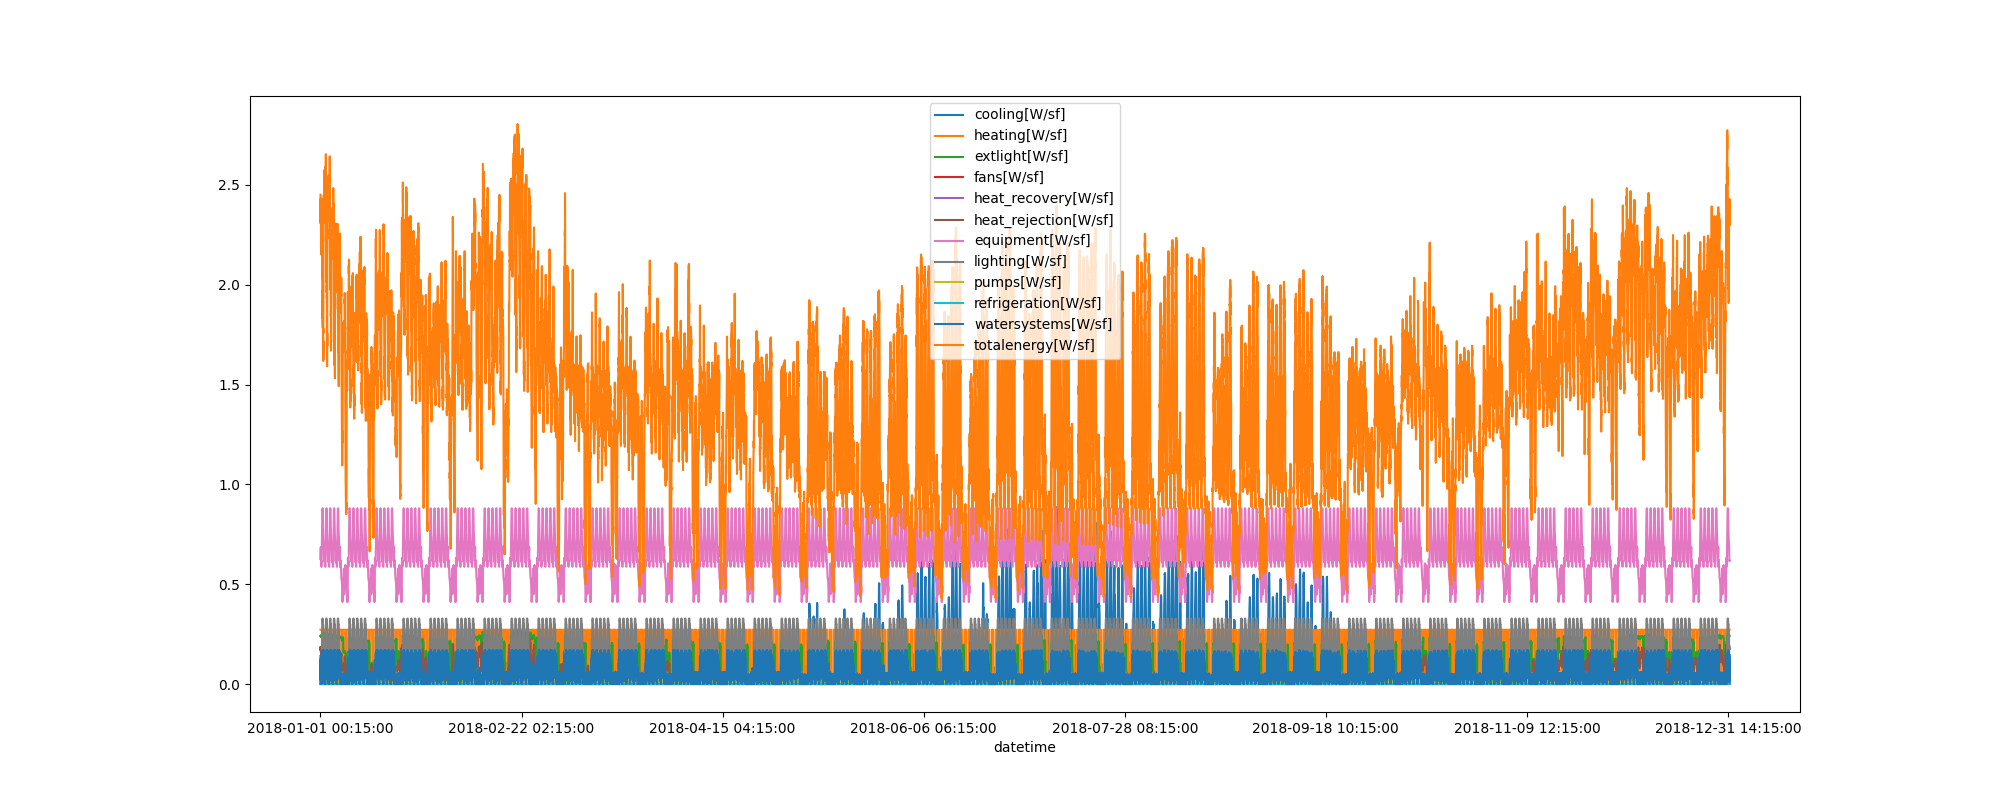 cooling[W/sf]
heating[W/sf]
extlight[W/sf]
fans[W/sf]
heat_recovery[W/sf]
heat_rejection[W/sf]
equipment[W/sf]
lighting[W/sf]
pumps[W/sf]
refrigeration[W/sf]
watersystems[W/sf]
totalenergy[W/sf]
2.5
2.0
1.5
1.0
0.5
0.0
2018-01-01 00:15:00 2018-02-22 02:15:00 2018-04-15 04:15:00 2018-06-06 06:15:00 2018-07-28 08:15:00 2018-09-18 10:15:00 2018-11-09 12:15:00 2018-12-31 14:15:00
datetime